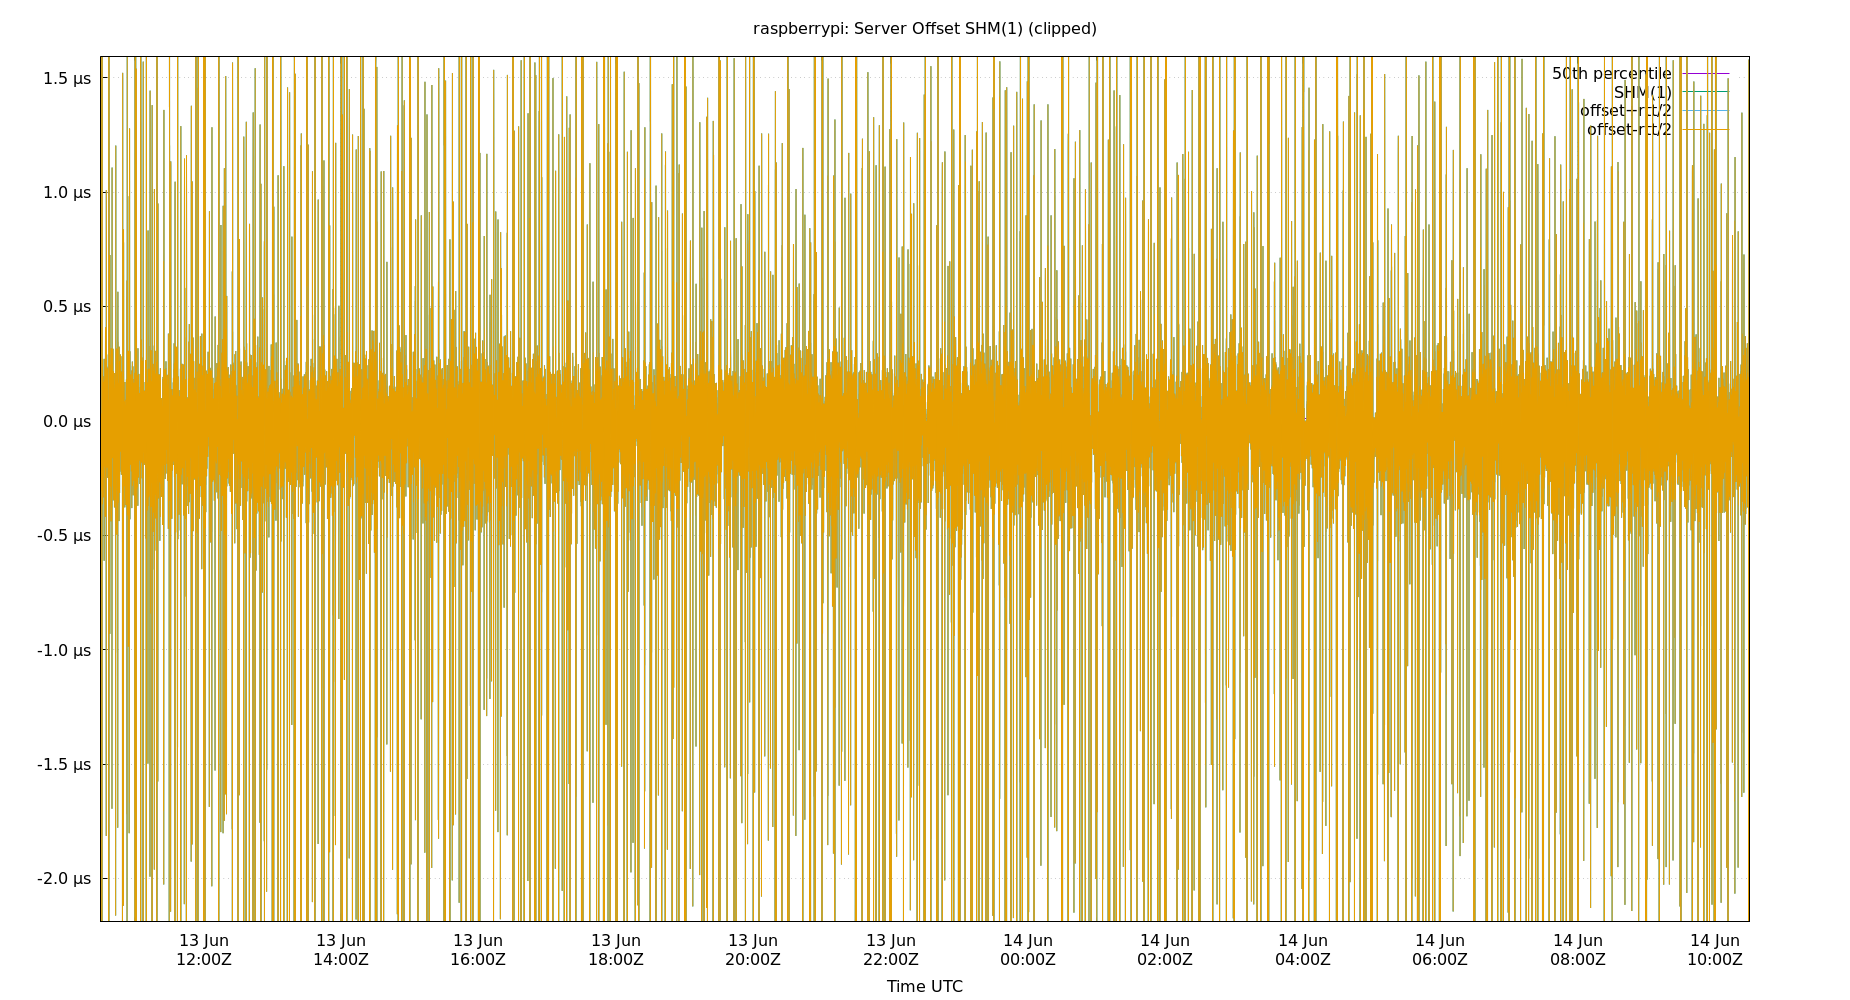 raspberrypi: Server Offset SHM(1) (clipped)
1.5 µs
1.0 µs
0.5 µs
0.0 µs
-0.5 µs
-1.0 µs
-1.5 µs
-2.0 µs
50th percentile
SHM(1)
offset+rtt/2
offset-rtt/2
13 Jun 12:00Z
13 Jun 14:00Z
13 Jun 16:00Z
13 Jun 18:00Z
13 Jun 20:00Z
13 Jun 22:00Z
14 Jun 00:00Z
14 Jun 02:00Z
14 Jun 04:00Z
14 Jun 06:00Z
14 Jun 08:00Z
14 Jun 10:00Z
Time UTC